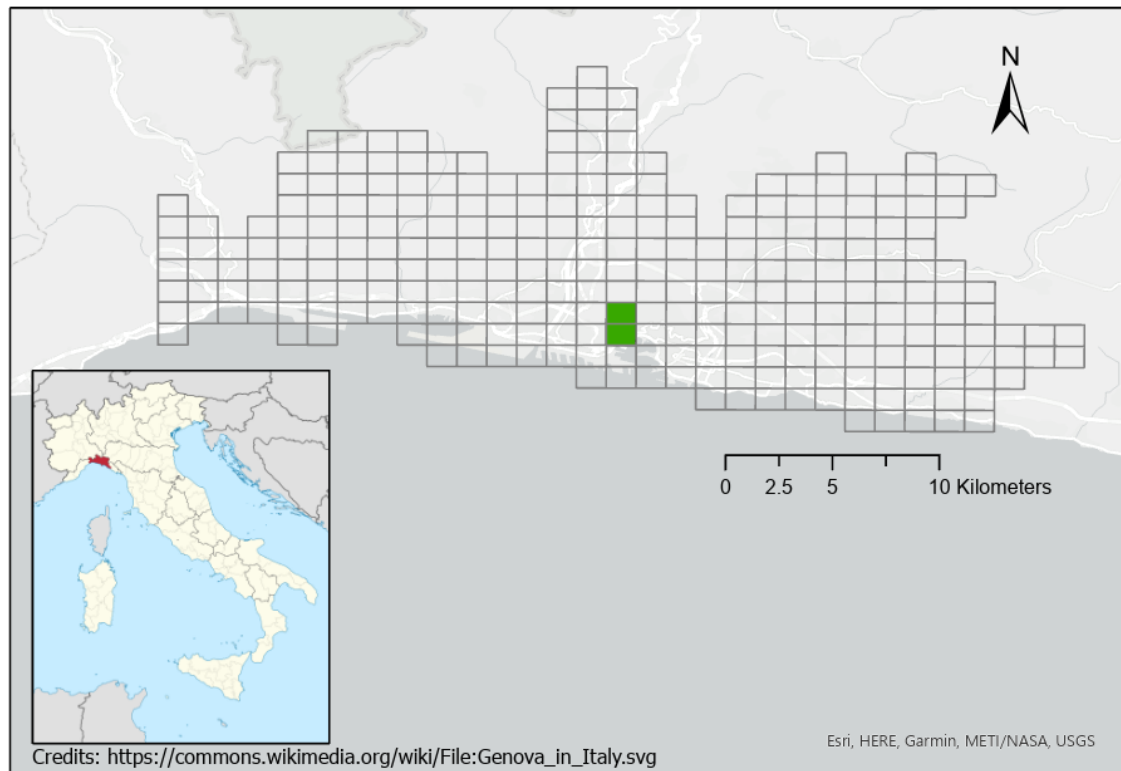 N
0 2.5 5 10 Kilometers
Esri, HERE, Garmin, METI/NASA, USGS
Credits: https://commons.wikimedia.org/wiki/File:Genova_in_Italy.svg